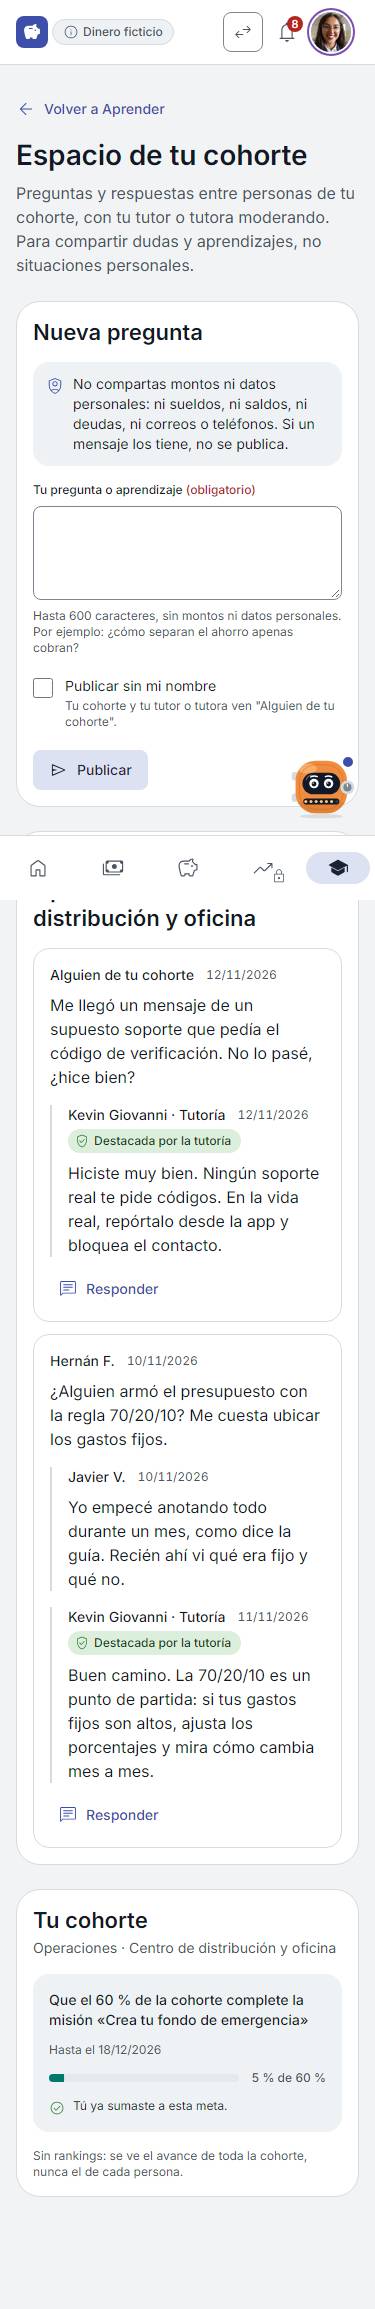 Dinero ficticio
8
Volver a Aprender
Espacio de tu cohorte
Preguntas y respuestas entre personas de tu
cohorte, con tu tutor o tutora moderando.
Para compartir dudas y aprendizajes, no
situaciones personales.
Nueva pregunta
No compartas montos ni datos
personales: ni sueldos, ni saldos, ni
deudas, ni correos o teléfonos. Si un
mensaje los tiene, no se publica.
Tu pregunta o aprendizaje (obligatorio)
Hasta 600 caracteres, sin montos ni datos personales.
Por ejemplo: ¿cómo separan el ahorro apenas
cobran?
Publicar sin mi nombre
Tu cohorte y tu tutor o tutora ven "Alguien de tu
cohorte".
Publicar
distribución y oficina
Alguien de tu cohorte 12/11/2026
Me llegó un mensaje de un
supuesto soporte que pedía el
código de verificación. No lo pasé,
¿hice bien?
Kevin Giovanni · Tutoría 12/11/2026
Destacada por la tutoría
Hiciste muy bien. Ningún soporte
real te pide códigos. En la vida
real, repórtalo desde la app y
bloquea el contacto.
Responder
Hernán F. 10/11/2026
¿Alguien armó el presupuesto con
la regla 70/20/10? Me cuesta ubicar
los gastos fijos.
Javier V. 10/11/2026
Yo empecé anotando todo
durante un mes, como dice la
guía. Recién ahí vi qué era fijo y
qué no.
Kevin Giovanni · Tutoría 11/11/2026
Destacada por la tutoría
Buen camino. La 70/20/10 es un
punto de partida: si tus gastos
fijos son altos, ajusta los
porcentajes y mira cómo cambia
mes a mes.
Responder
Tu cohorte
Operaciones · Centro de distribución y oficina
Que el 60 % de la cohorte complete la
misión «Crea tu fondo de emergencia»
Hasta el 18/12/2026
5 % de 60 %
Tú ya sumaste a esta meta.
Sin rankings: se ve el avance de toda la cohorte,
nunca el de cada persona.